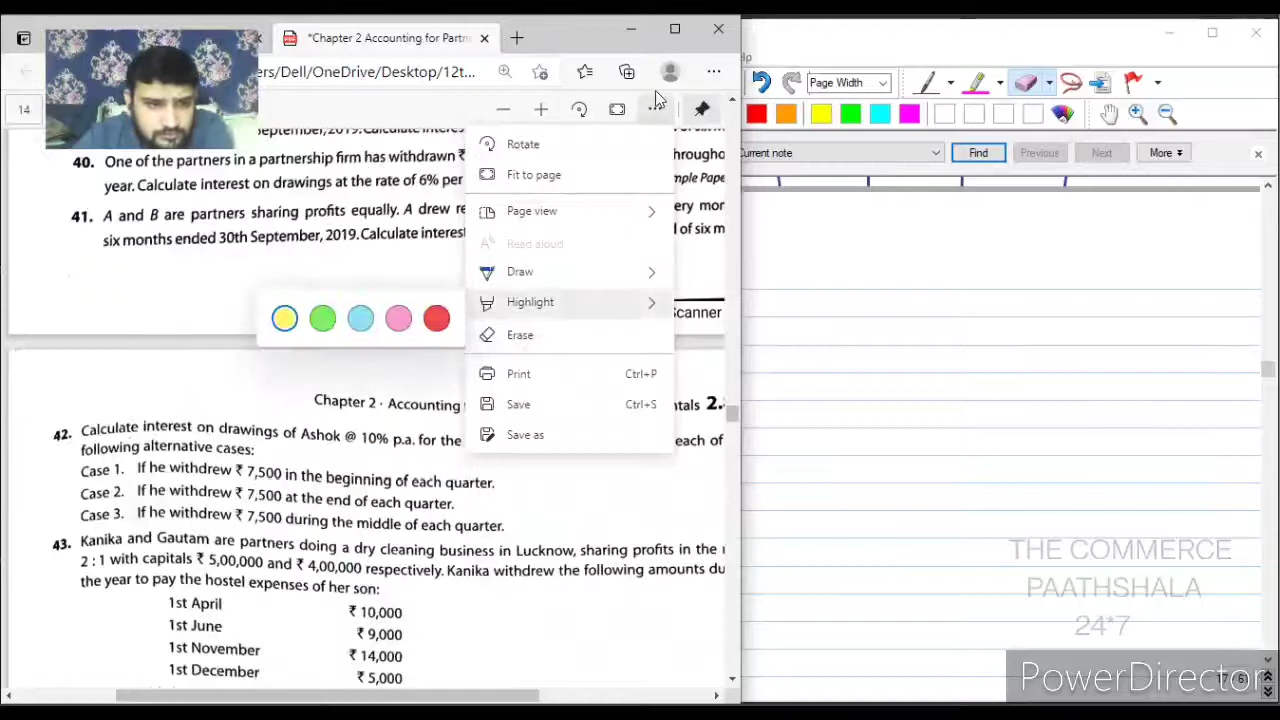 *Chapter 2 Accounting for Partn
ers/Dell/OneDrive/Desktop/12t...
14
September, 2019. Calculate interes
40. One of the partners in a partnership firm has withdrawn ₹
hrougho
year. Calculate interest on drawings at the rate of 6% per
mple Pape
41. A and B are partners sharing profits equally. A drew re
ery mon
six months ended 30th September, 2019. Calculate interes
d of six m
Rotate
Fit to page
Page view
Read aloud
Draw
Highlight
Erase
Print Ctrl+P
Save Ctrl+S
Save as
Scanner
Chapter 2 · Accounting
ntals 2.
42. Calculate interest on drawings of Ashok @ 10% p.a. for the
each of
following alternative cases:
Case 1. If he withdrew ₹ 7,500 in the beginning of each quarter.
Case 2. If he withdrew ₹ 7,500 at the end of each quarter.
Case 3. If he withdrew ₹ 7,500 during the middle of each quarter.
43. Kanika and Gautam are partners doing a dry cleaning business in Lucknow, sharing profits in the
2 : 1 with capitals ₹ 5,00,000 and ₹ 4,00,000 respectively. Kanika withdrew the following amounts du
the year to pay the hostel expenses of her son:
1st April ₹ 10,000
1st June ₹ 9,000
1st November ₹ 14,000
1st December ₹ 5,000
lp
Page Width
Current note
Find
Previous
Next
More
THE COMMERCE
PAATHSHALA
24*7
PowerDirector